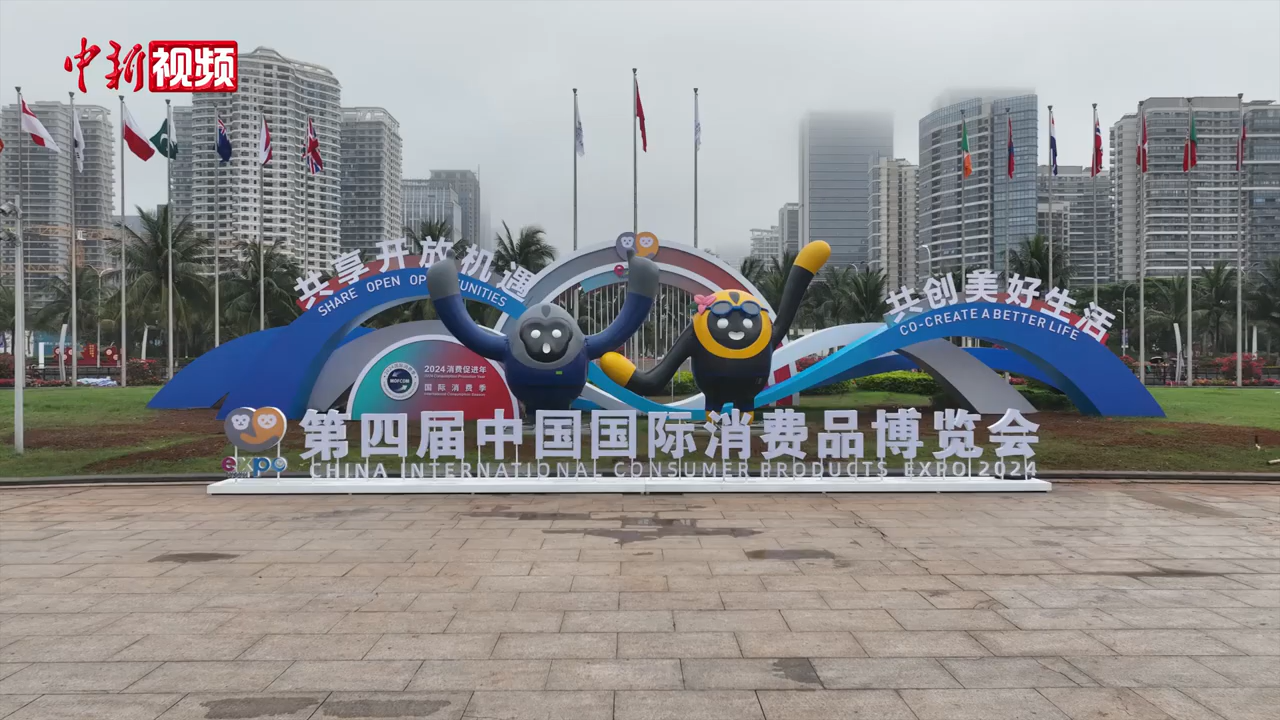 中新视频
共享开放机遇
SHARE OPEN OPPORTUNITIES
共创美好生活
CO-CREATE A BETTER LIFE
MOFCOM
2024消费促进年
国际消费季
expo
第四届中国国际消费品博览会
CHINA INTERNATIONAL CONSUMER PRODUCTS EXPO 2024